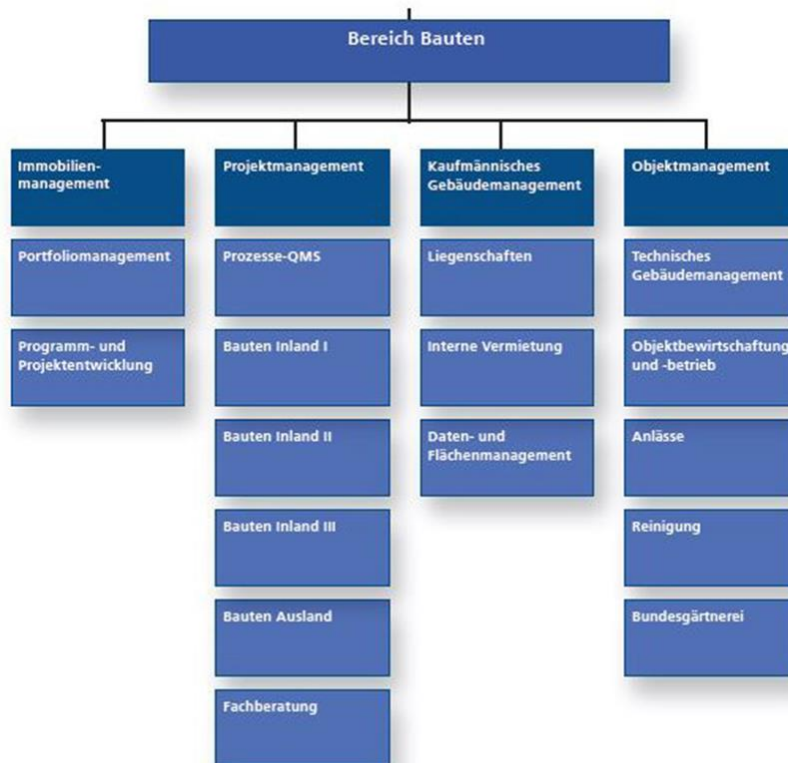 Bereich Bauten
Immobilien-
management
Portfoliomanagement
Programm- und
Projektentwicklung
Projektmanagement
Prozesse-QMS
Bauten Inland I
Bauten Inland II
Bauten Inland III
Bauten Ausland
Fachberatung
Kaufmännisches
Gebäudemanagement
Liegenschaften
Interne Vermietung
Daten- und
Flächenmanagement
Objektmanagement
Technisches
Gebäudemanagement
Objektbewirtschaftung
und -betrieb
Anlässe
Reinigung
Bundesgärtnerei